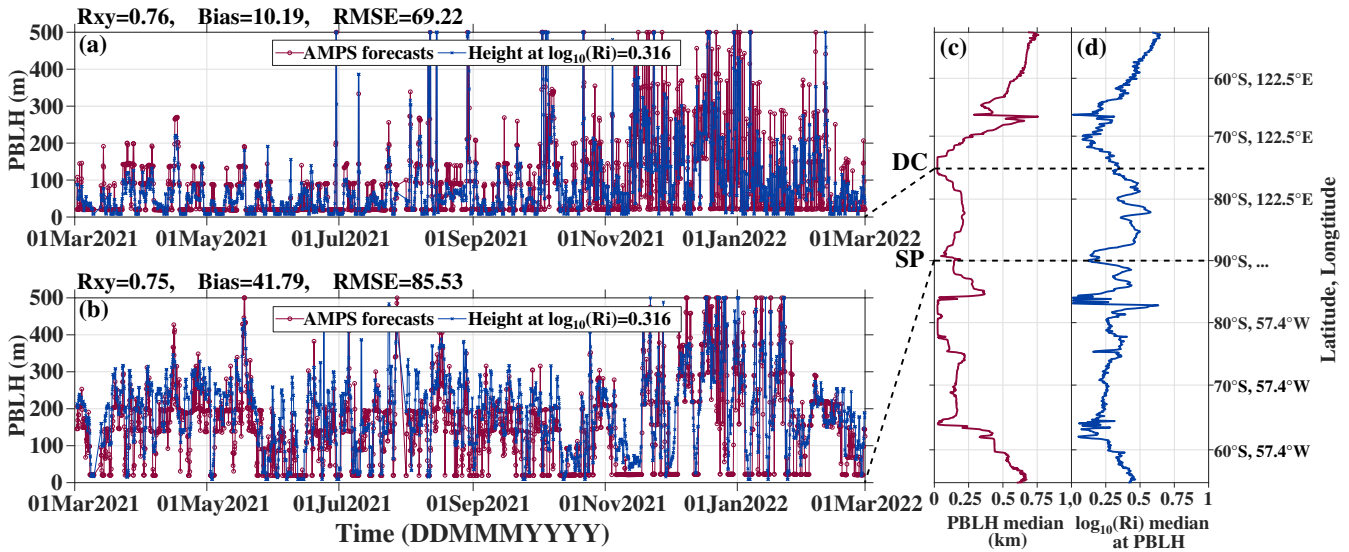 Rxy=0.76, Bias=10.19, RMSE=69.22
(a)
AMPS forecasts
Height at log10(Ri)=0.316
PBLH (m)
500
400
300
200
100
0
01Mar2021 01May2021 01Jul2021 01Sep2021 01Nov2021 01Jan2022 01Mar2022
Rxy=0.75, Bias=41.79, RMSE=85.53
(b)
AMPS forecasts
Height at log10(Ri)=0.316
PBLH (m)
500
400
300
200
100
0
01Mar2021 01May2021 01Jul2021 01Sep2021 01Nov2021 01Jan2022 01Mar2022
Time (DDMMMYYYY)
(c)
(d)
DC
SP
60°S, 122.5°E
70°S, 122.5°E
80°S, 122.5°E
90°S, ...
80°S, 57.4°W
70°S, 57.4°W
60°S, 57.4°W
Latitude, Longtitude
0 0.25 0.5 0.75 1,0 0.25 0.5 0.75 1
PBLH median
(km)
log10(Ri) median
at PBLH